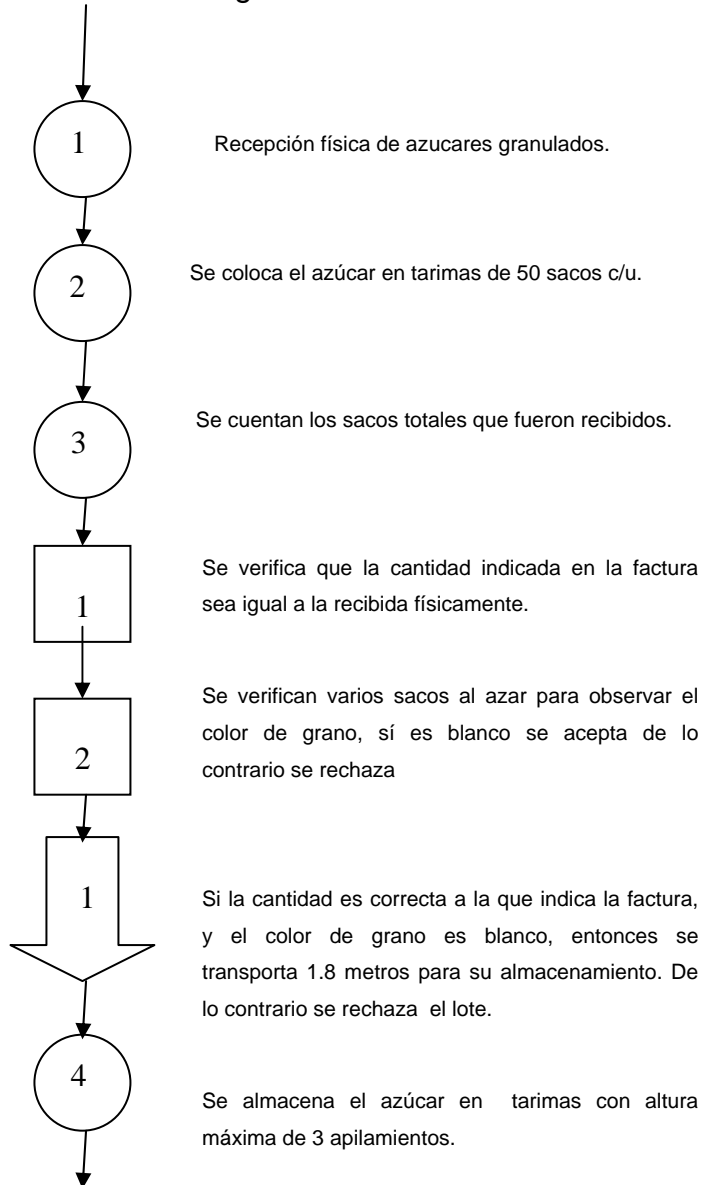 1
Recepción física de azucares granulados.
2
Se coloca el azúcar en tarimas de 50 sacos c/u.
3
Se cuentan los sacos totales que fueron recibidos.
1
Se verifica que la cantidad indicada en la factura
sea igual a la recibida físicamente.
2
Se verifican varios sacos al azar para observar el
color de grano, sí es blanco se acepta de lo
contrario se rechaza
1
Si la cantidad es correcta a la que indica la factura,
y el color de grano es blanco, entonces se
transporta 1.8 metros para su almacenamiento. De
lo contrario se rechaza el lote.
4
Se almacena el azúcar en tarimas con altura
máxima de 3 apilamientos.